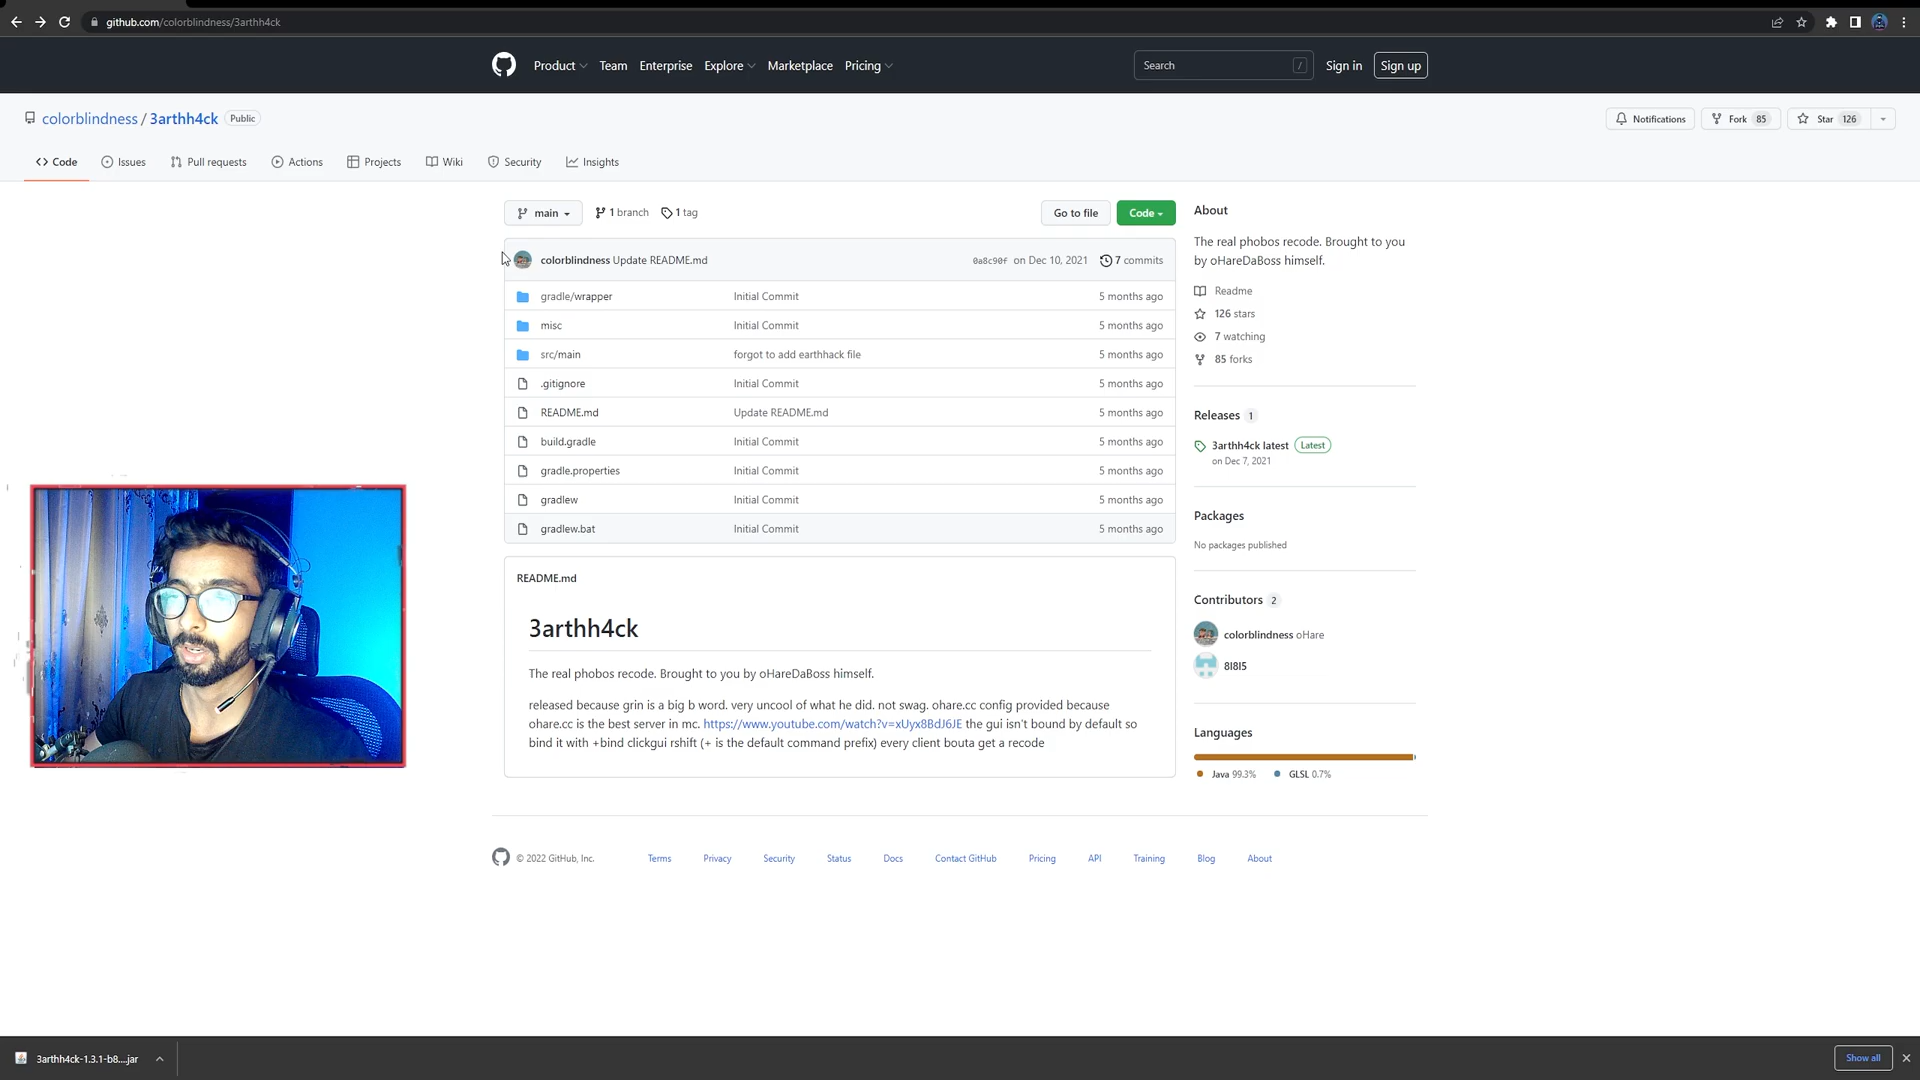 github.com/colorblindness/3arthh4ck
Product Team Enterprise Explore Marketplace Pricing
Search /
Sign in Sign up
colorblindness / 3arthh4ck Public
Notifications Fork 85 Star 126
Code Issues Pull requests Actions Projects Wiki Security Insights
main 1 branch 1 tag Go to file Code
colorblindness Update README.md 0a8c90f on Dec 10, 2021 7 commits
gradle/wrapper Initial Commit 5 months ago
misc Initial Commit 5 months ago
src/main forgot to add earthhack file 5 months ago
.gitignore Initial Commit 5 months ago
README.md Update README.md 5 months ago
build.gradle Initial Commit 5 months ago
gradle.properties Initial Commit 5 months ago
gradlew Initial Commit 5 months ago
gradlew.bat Initial Commit 5 months ago
README.md
3arthh4ck
The real phobos recode. Brought to you by oHareDaBoss himself.
released because grin is a big b word. very uncool of what he did. not swag. ohare.cc config provided because
ohare.cc is the best server in mc. https://www.youtube.com/watch?v=xUyx8BdJ6JE the gui isn't bound by default so
bind it with +bind clickgui rshift (+ is the default command prefix) every client bouta get a recode
About
The real phobos recode. Brought to you
by oHareDaBoss himself.
Readme
126 stars
7 watching
85 forks
Releases 1
3arthh4ck latest Latest
on Dec 7, 2021
Packages
No packages published
Contributors 2
colorblindness oHare
8I8I5
Languages
Java 99.3% GLSL 0.7%
© 2022 GitHub, Inc. Terms Privacy Security Status Docs Contact GitHub Pricing API Training Blog About
3arthh4ck-1.3.1-b8....jar
Show all